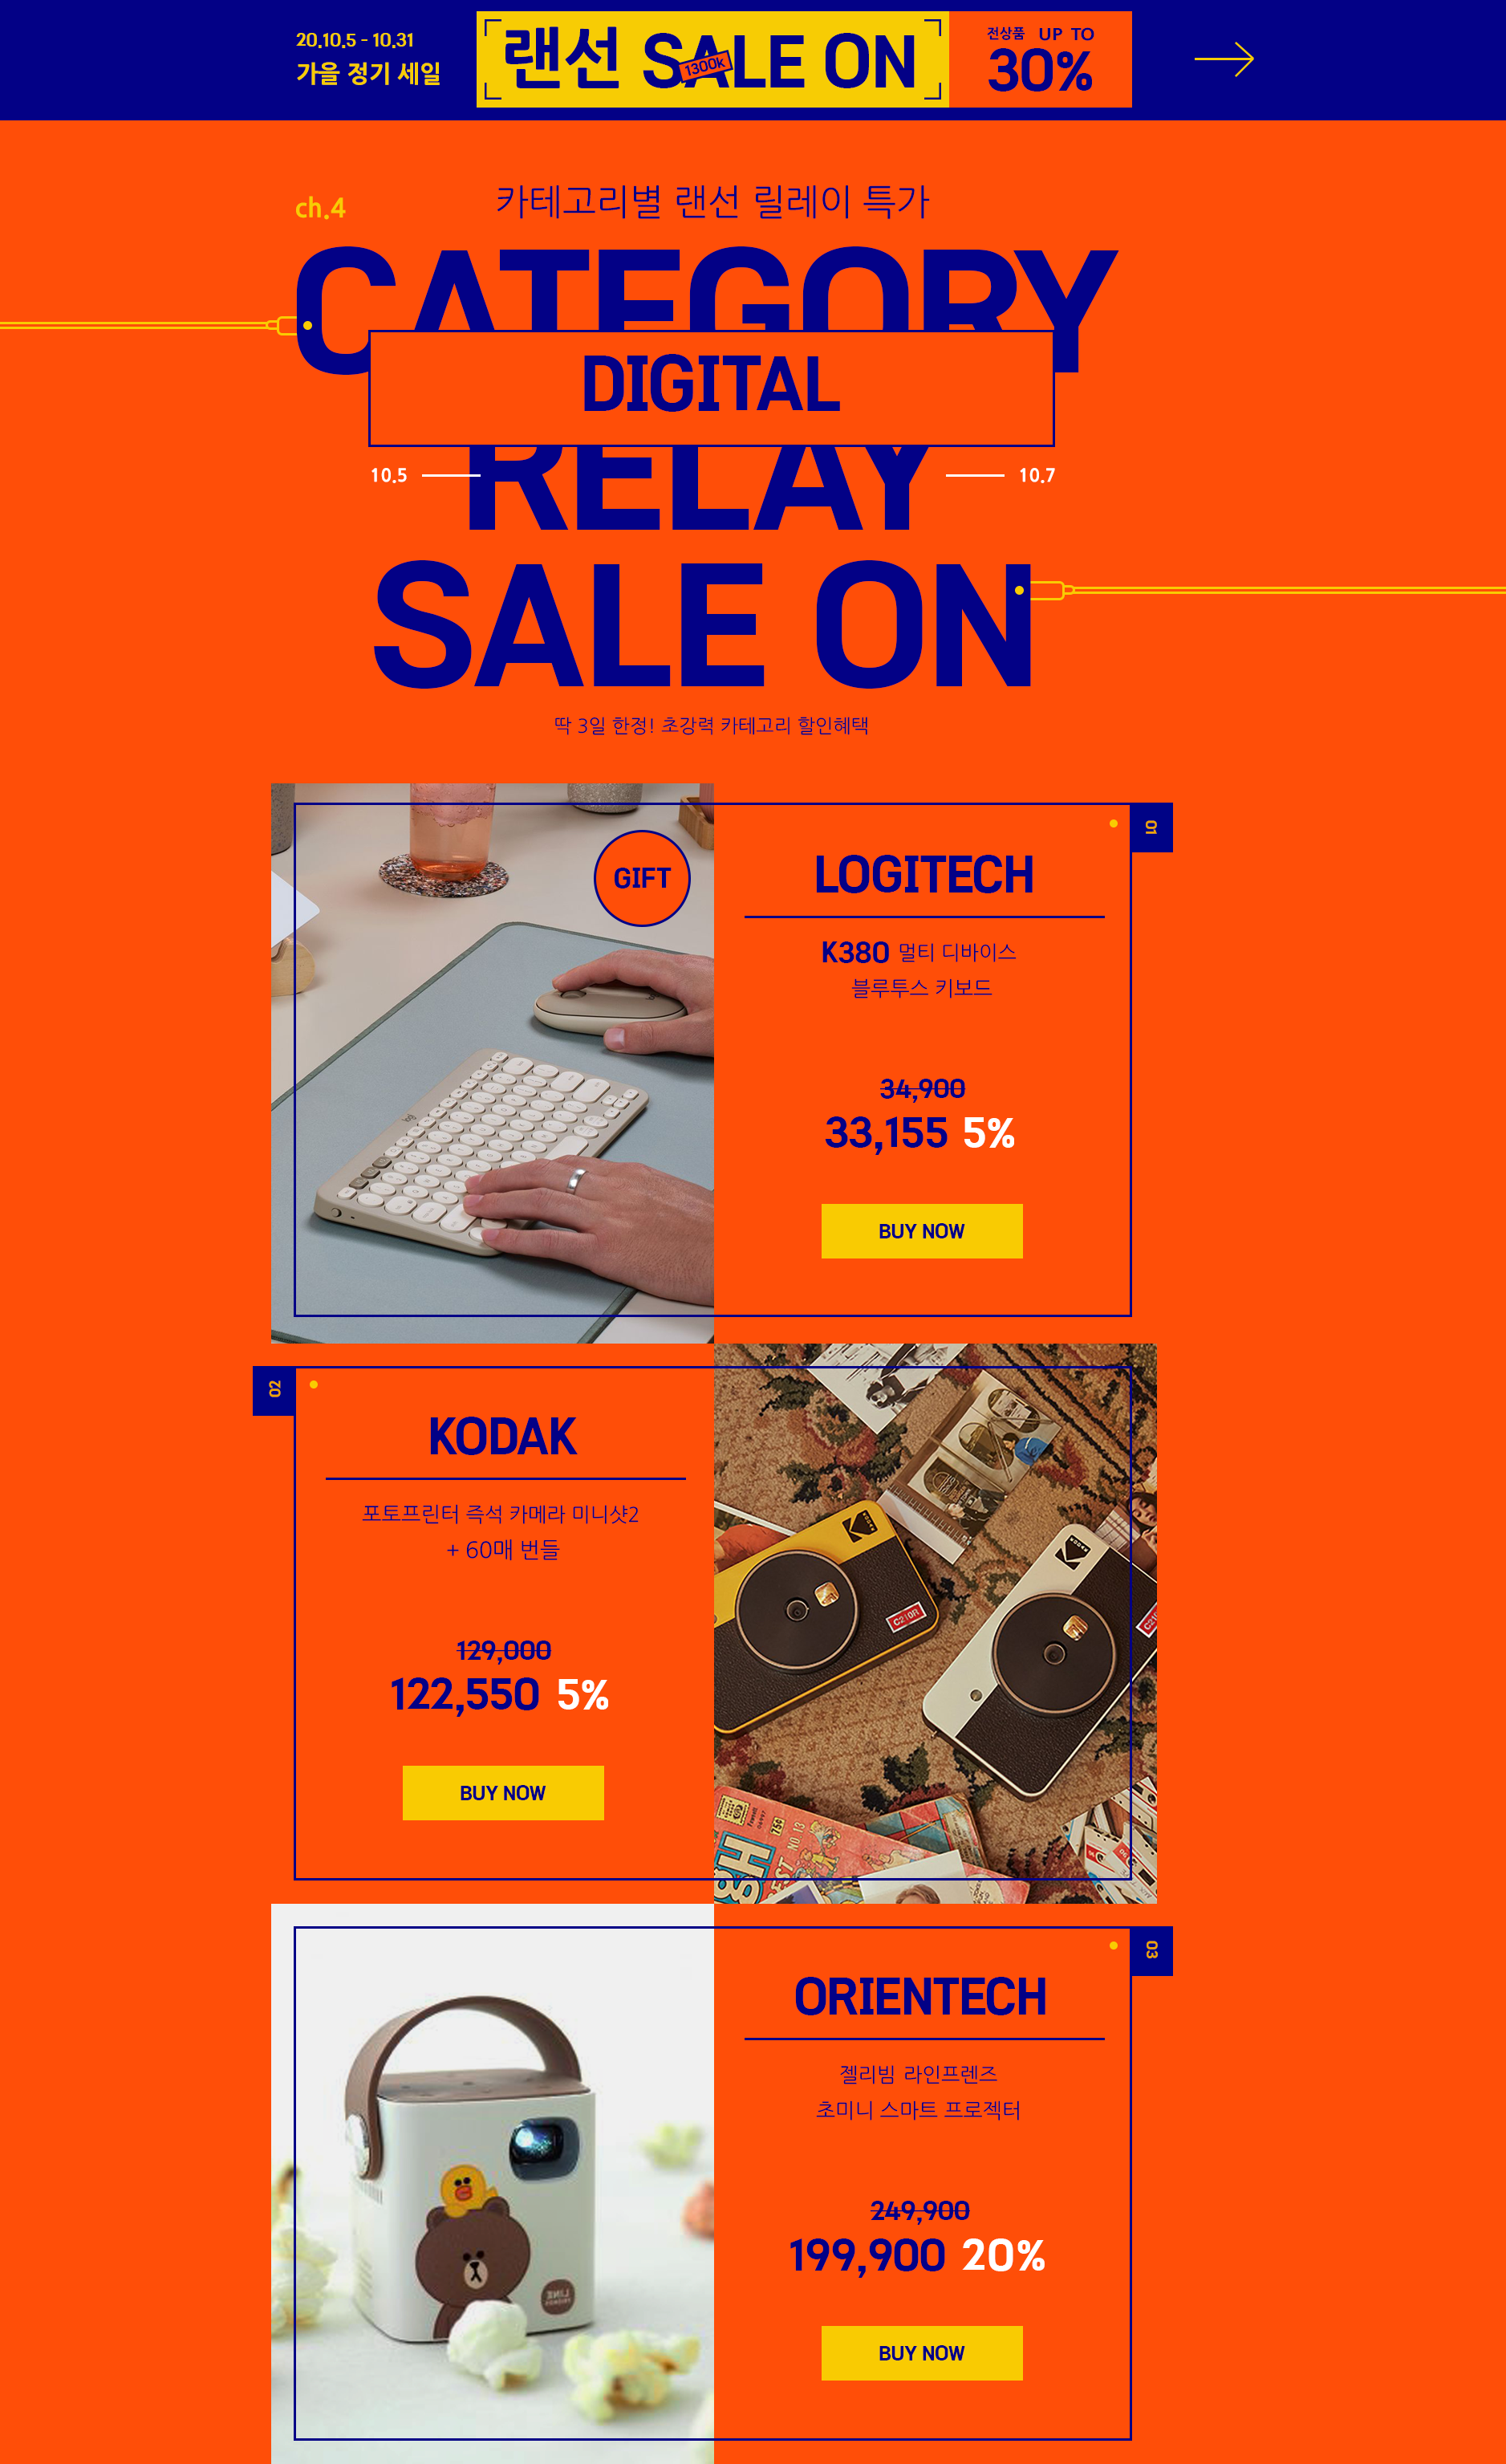 20.10.5 - 10.31
가을 정기 세일
랜선 SALE ON
1300k
전상품 UP TO
30%
ch.4
카테고리별 랜선 릴레이 특가
CATEGORY
DIGITAL
RELAY
10.5
10.7
SALE ON
딱 3일 한정! 초강력 카테고리 할인혜택
01
GIFT
LOGITECH
K380 멀티 디바이스
블루투스 키보드
34,900
33,155 5%
BUY NOW
02
KODAK
포토프린터 즉석 카메라 미니샷2
+ 60매 번들
129,000
122,550 5%
BUY NOW
KODAK
C210R
KODAK
NO 13
03
ORIENTECH
젤리빔 라인프렌즈
초미니 스마트 프로젝터
249,900
199,900 20%
BUY NOW
LINE
FRIENDS